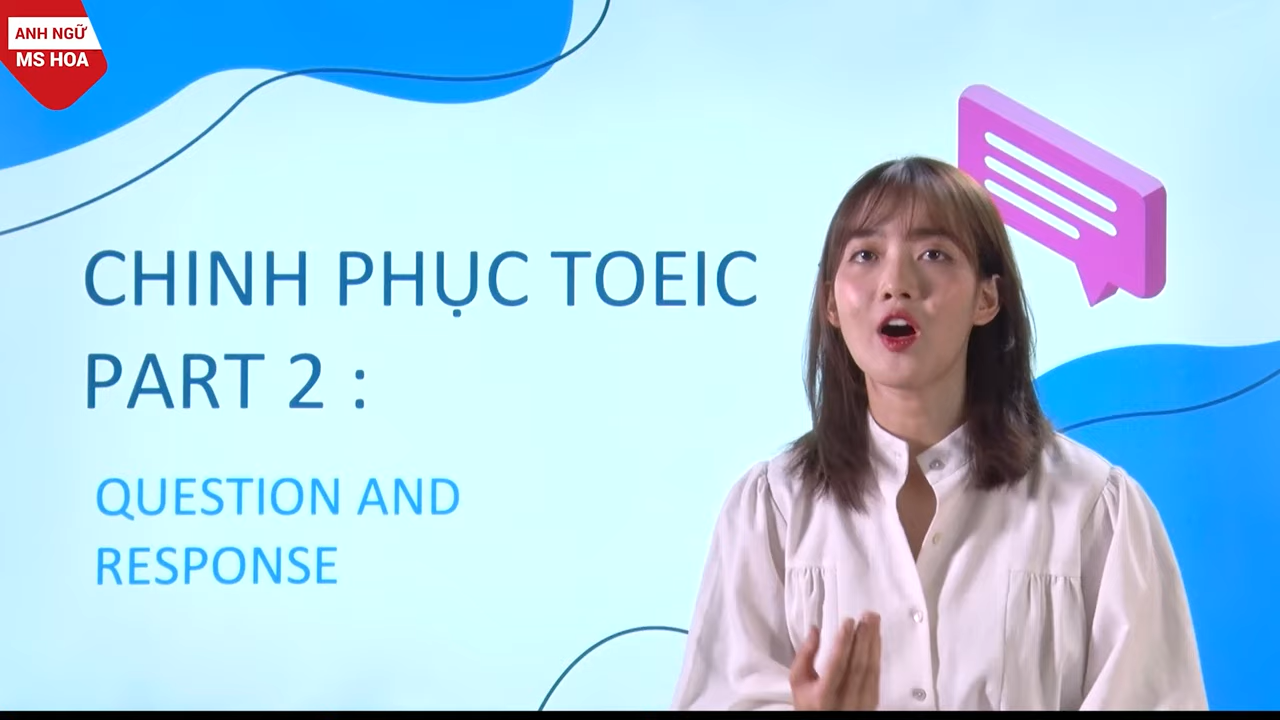 ANH NGỮ
MS HOA
CHINH PHỤC TOEIC
PART 2 :
QUESTION AND
RESPONSE